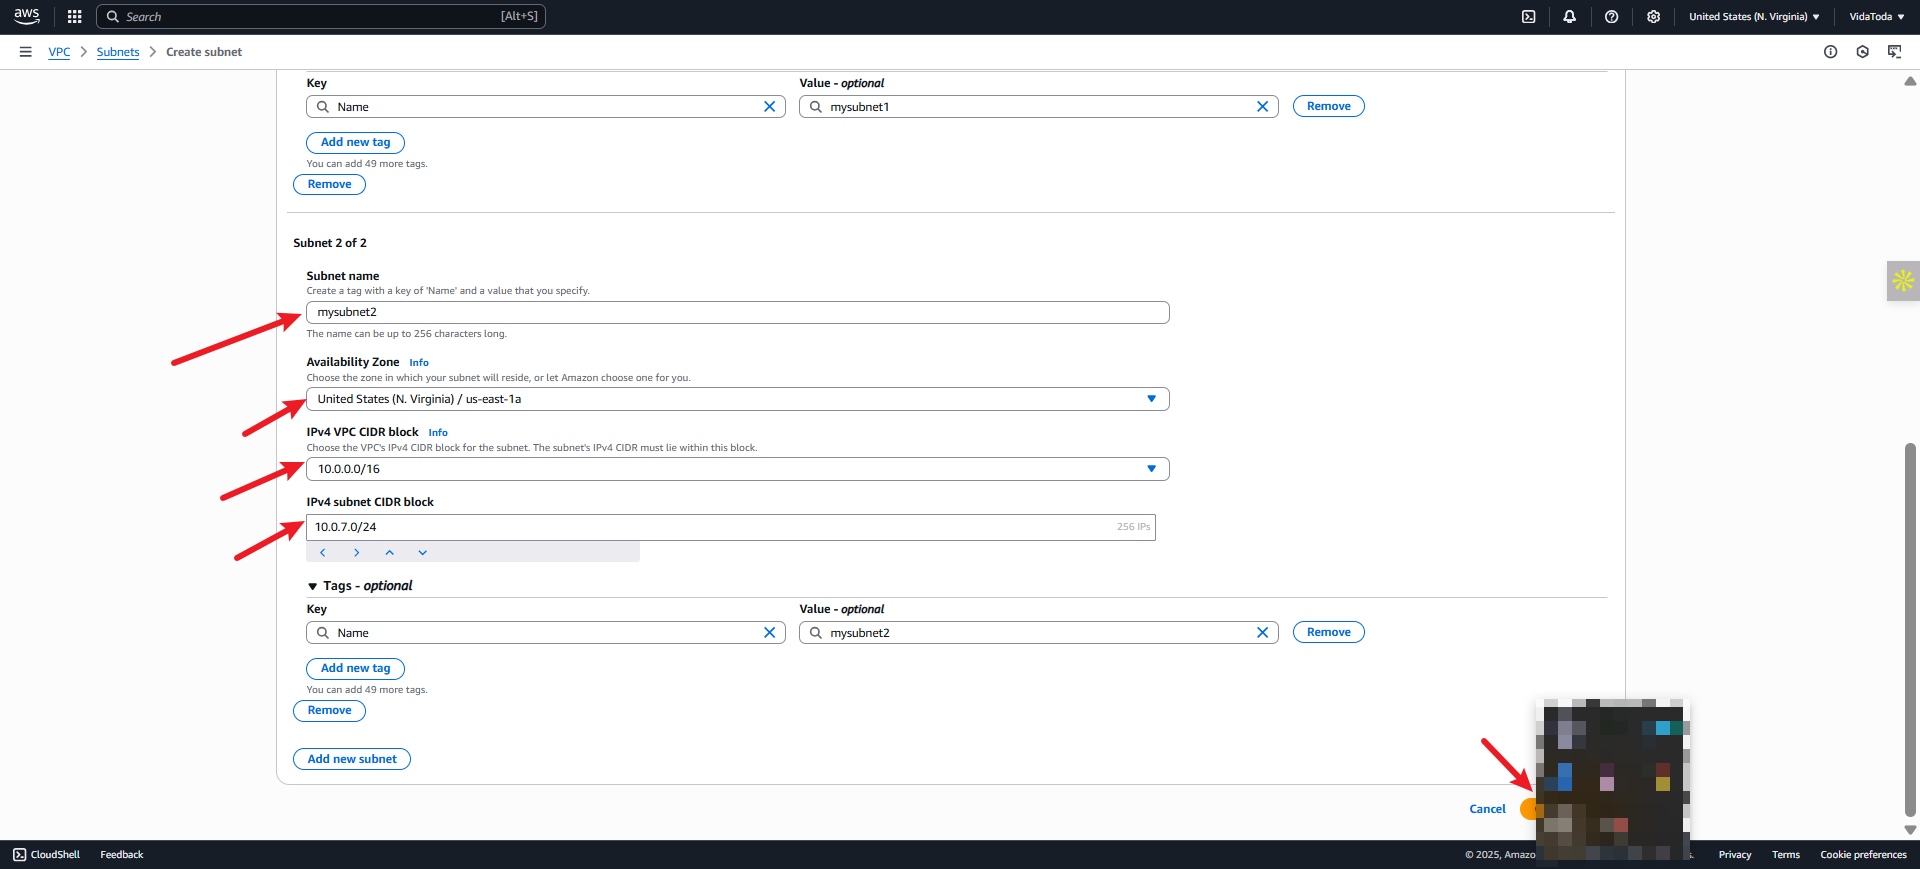 aws
Search
[Alt+S]
United States (N. Virginia)
VidaToda
VPC
Subnets
Create subnet
Key
Value - optional
Name
mysubnet1
Remove
Add new tag
You can add 49 more tags.
Remove
Subnet 2 of 2
Subnet name
Create a tag with a key of 'Name' and a value that you specify.
mysubnet2
The name can be up to 256 characters long.
Availability Zone Info
Choose the zone in which your subnet will reside, or let Amazon choose one for you.
United States (N. Virginia) / us-east-1a
IPv4 VPC CIDR block Info
Choose the VPC's IPv4 CIDR block for the subnet. The subnet's IPv4 CIDR must lie within this block.
10.0.0.0/16
IPv4 subnet CIDR block
10.0.7.0/24
256 IPs
Tags - optional
Key
Value - optional
Name
mysubnet2
Remove
Add new tag
You can add 49 more tags.
Remove
Add new subnet
Cancel
CloudShell
Feedback
© 2025, Amazo
Privacy
Terms
Cookie preferences